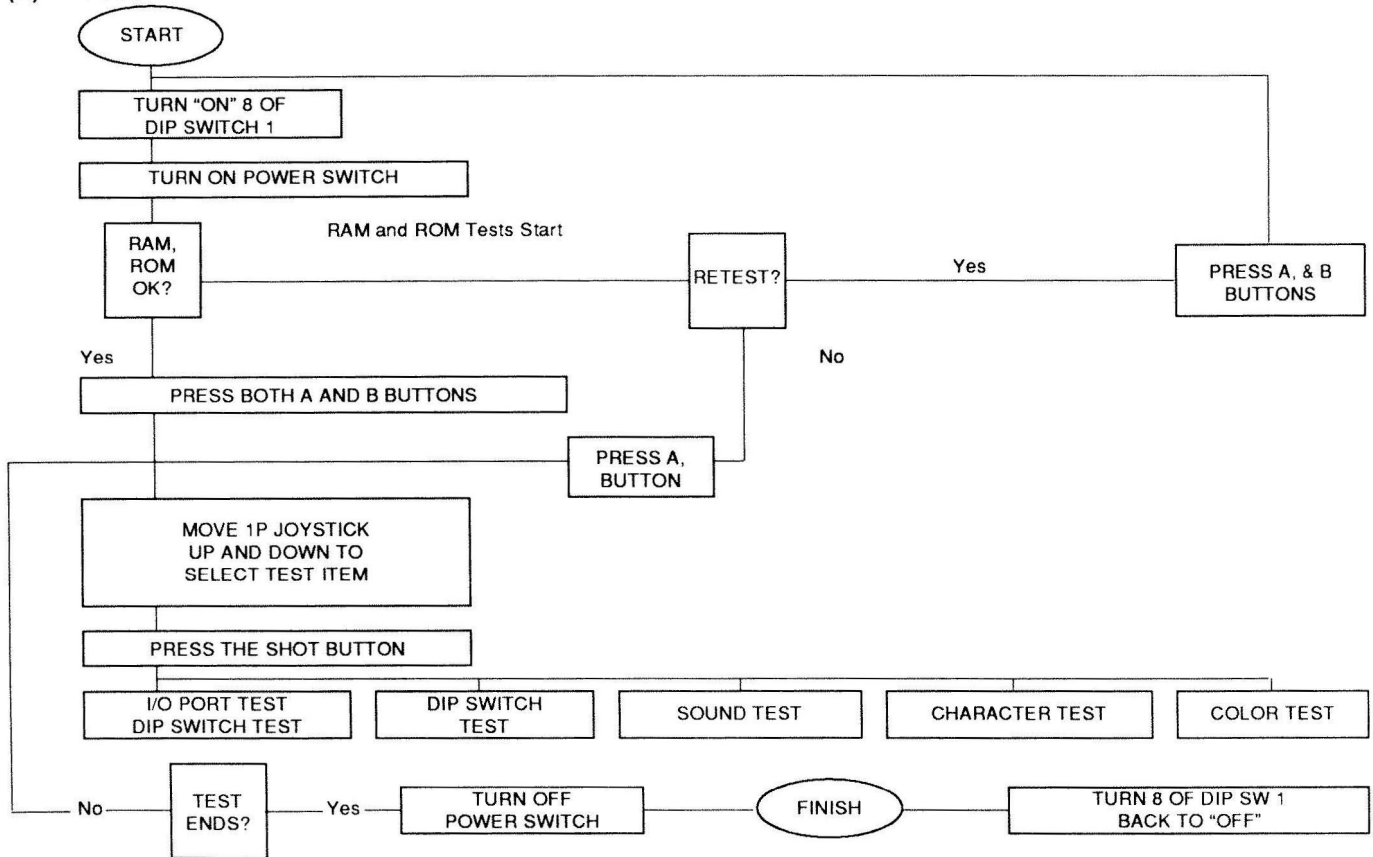 START
TURN “ON” 8 OF
DIP SWITCH 1
TURN ON POWER SWITCH
RAM,
ROM
OK?
RAM and ROM Tests Start
RETEST?
Yes
PRESS A, & B
BUTTONS
Yes
No
PRESS BOTH A AND B BUTTONS
PRESS A,
BUTTON
MOVE 1P JOYSTICK
UP AND DOWN TO
SELECT TEST ITEM
PRESS THE SHOT BUTTON
I/O PORT TEST
DIP SWITCH TEST
DIP SWITCH
TEST
SOUND TEST
CHARACTER TEST
COLOR TEST
No
TEST
ENDS?
Yes
TURN OFF
POWER SWITCH
FINISH
TURN 8 OF DIP SW 1
BACK TO “OFF”